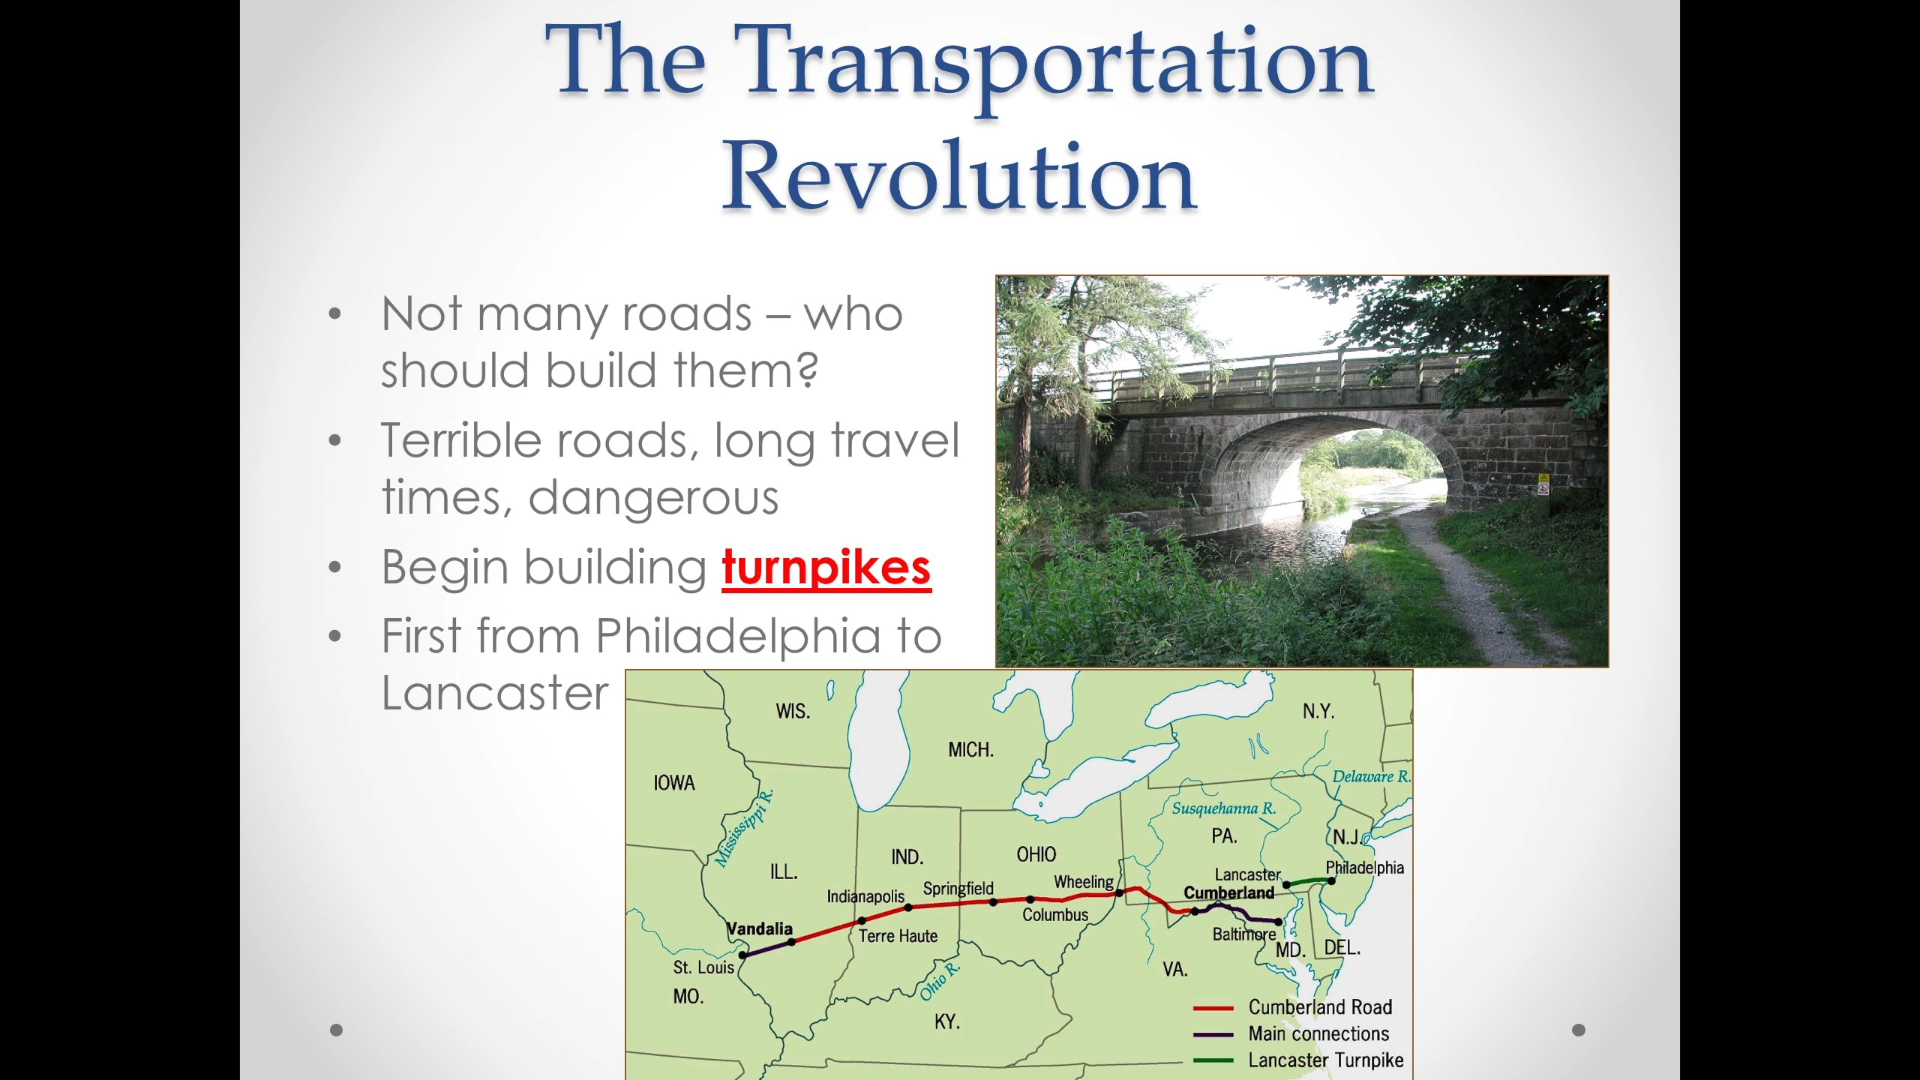 The Transportation
Revolution
• Not many roads – who
should build them?
• Terrible roads, long travel
times, dangerous
• Begin building turnpikes
• First from Philadelphia to
Lancaster
WIS.
N.Y.
MICH.
IOWA
Delaware R.
Mississippi R.
Susquehanna R.
PA.
N.J.
IND.
OHIO
ILL.
Lancaster
Philadelphia
Wheeling
Cumberland
Springfield
Indianapolis
Columbus
Vandalia
Terre Haute
Baltimore
MD.
DEL.
St. Louis
VA.
Ohio R.
MO.
KY.
Cumberland Road
Main connections
Lancaster Turnpike